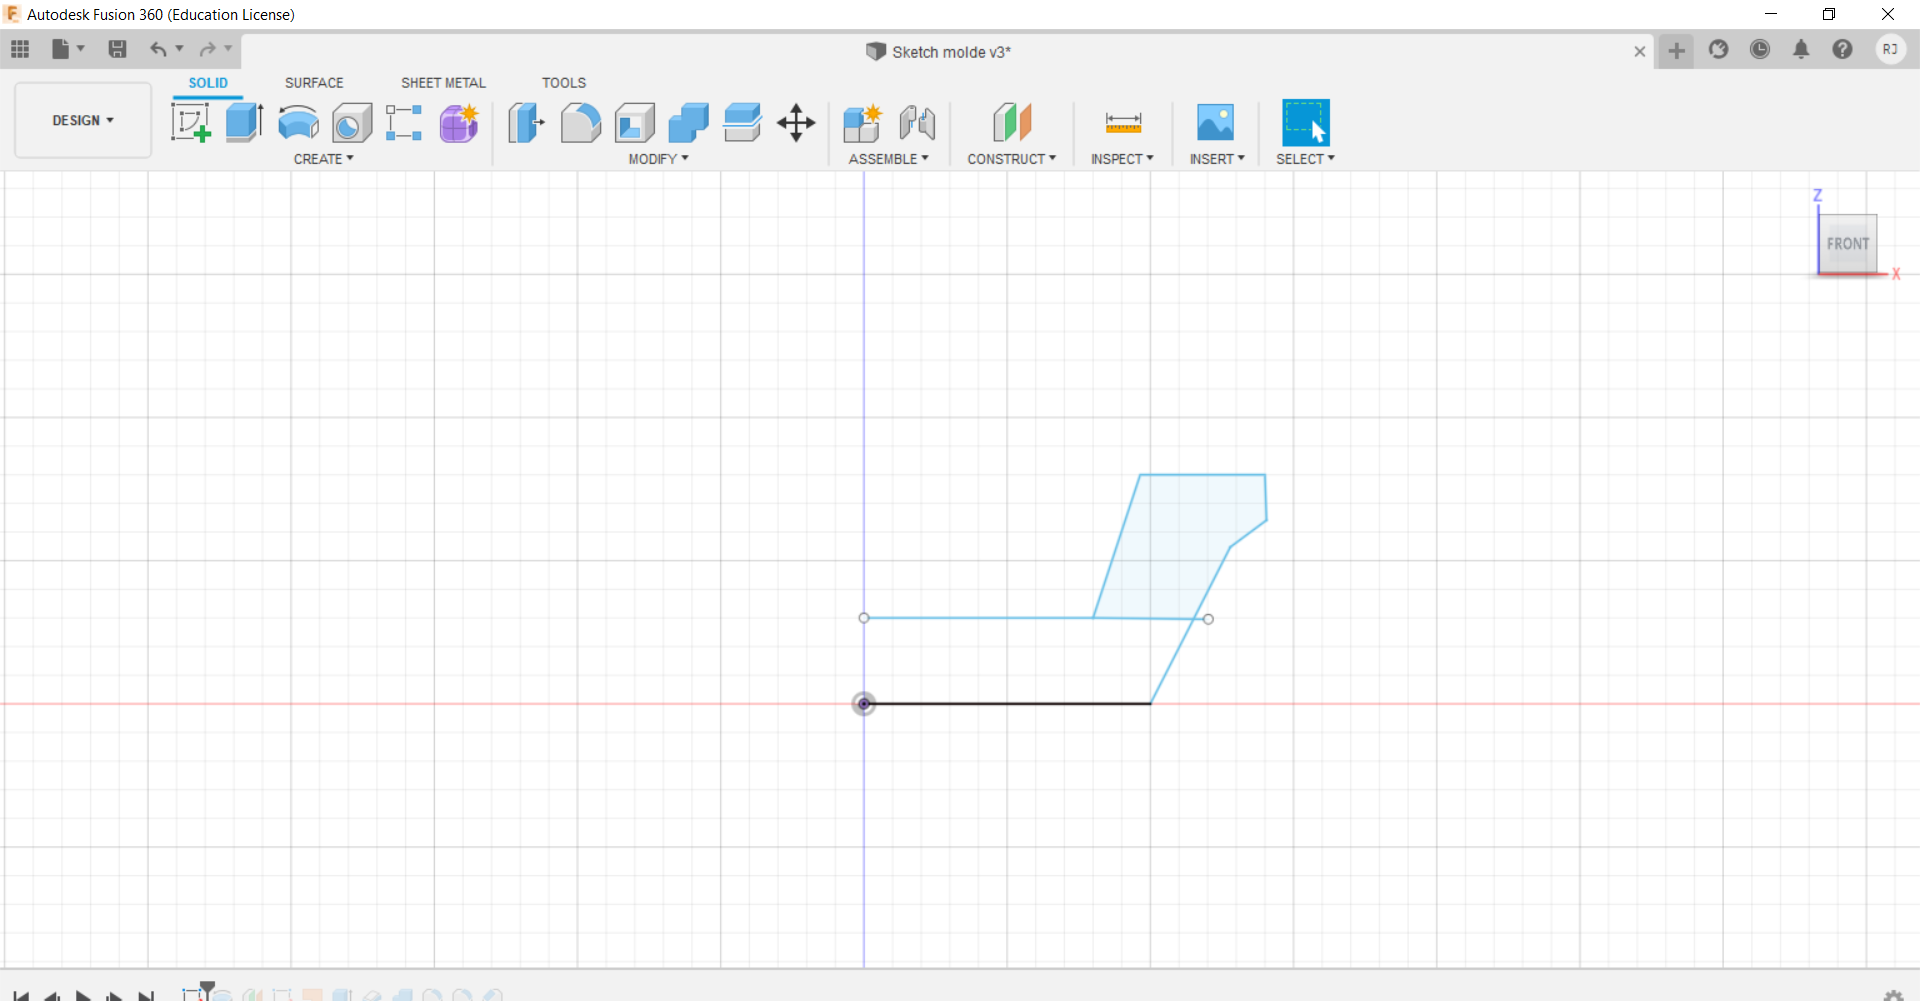 Autodesk Fusion 360 (Education License)
Sketch molde v3*
RJ
SOLID SURFACE SHEET METAL TOOLS
DESIGN
CREATE MODIFY ASSEMBLE CONSTRUCT INSPECT INSERT SELECT
Z
FRONT
X